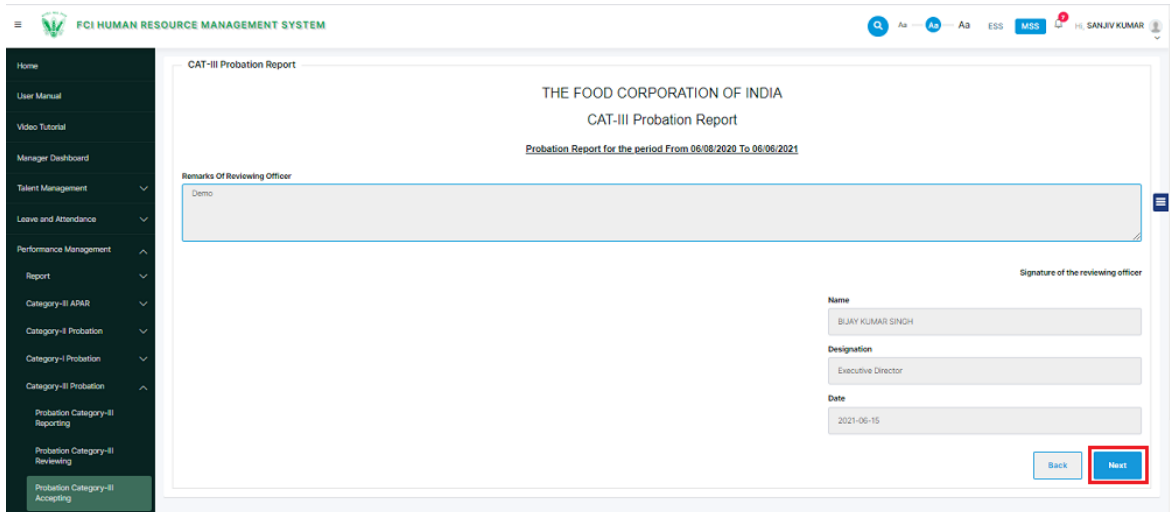 FCI HUMAN RESOURCE MANAGEMENT SYSTEM
Aa Aa Aa ESS MSS 7 Hi, SANJIV KUMAR
Home
User Manual
Video Tutorial
Manager Dashboard
Talent Management
Leave and Attendance
Performance Management
Report
Category-III APAR
Category-II Probation
Category-I Probation
Category-III Probation
Probation Category-III
Reporting
Probation Category-III
Reviewing
Probation Category-III
Accepting
CAT-III Probation Report
THE FOOD CORPORATION OF INDIA
CAT-III Probation Report
Probation Report for the period From 06/08/2020 To 06/06/2021
Remarks Of Reviewing Officer
Demo
Signature of the reviewing officer
Name
BIJAY KUMAR SINGH
Designation
Executive Director
Date
2021-06-15
Back Next